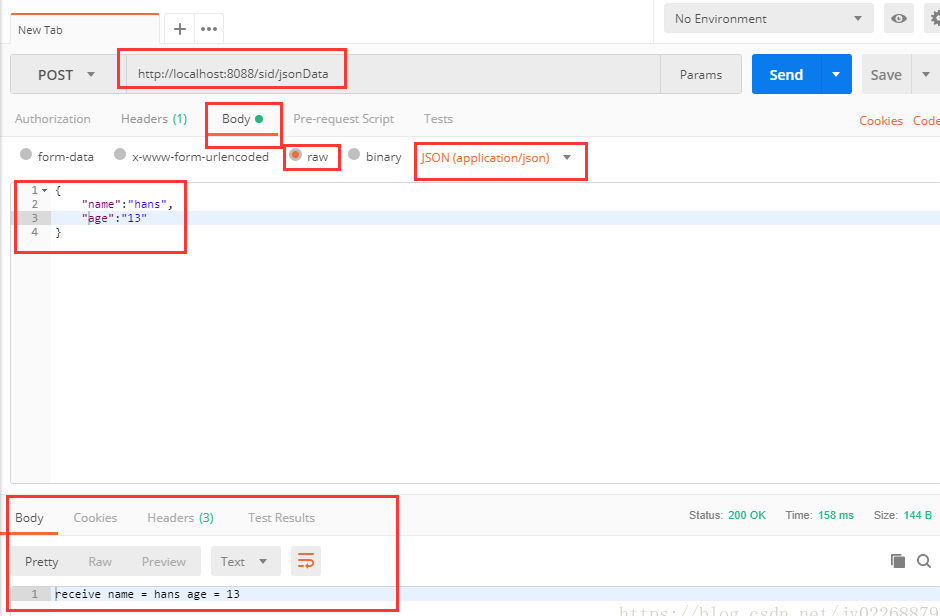 New Tab
No Environment
POST http://localhost:8088/sid/jsonData Params Send Save
Authorization Headers (1) Body Pre-request Script Tests Cookies Code
form-data x-www-form-urlencoded raw binary JSON (application/json)
1 {
2 "name":"hans",
3 "age":"13"
4 }
Body Cookies Headers (3) Test Results Status: 200 OK Time: 158 ms Size: 144 B
Pretty Raw Preview Text
1 receive name = hans age = 13
https://blog.csdn.net/jy02268879